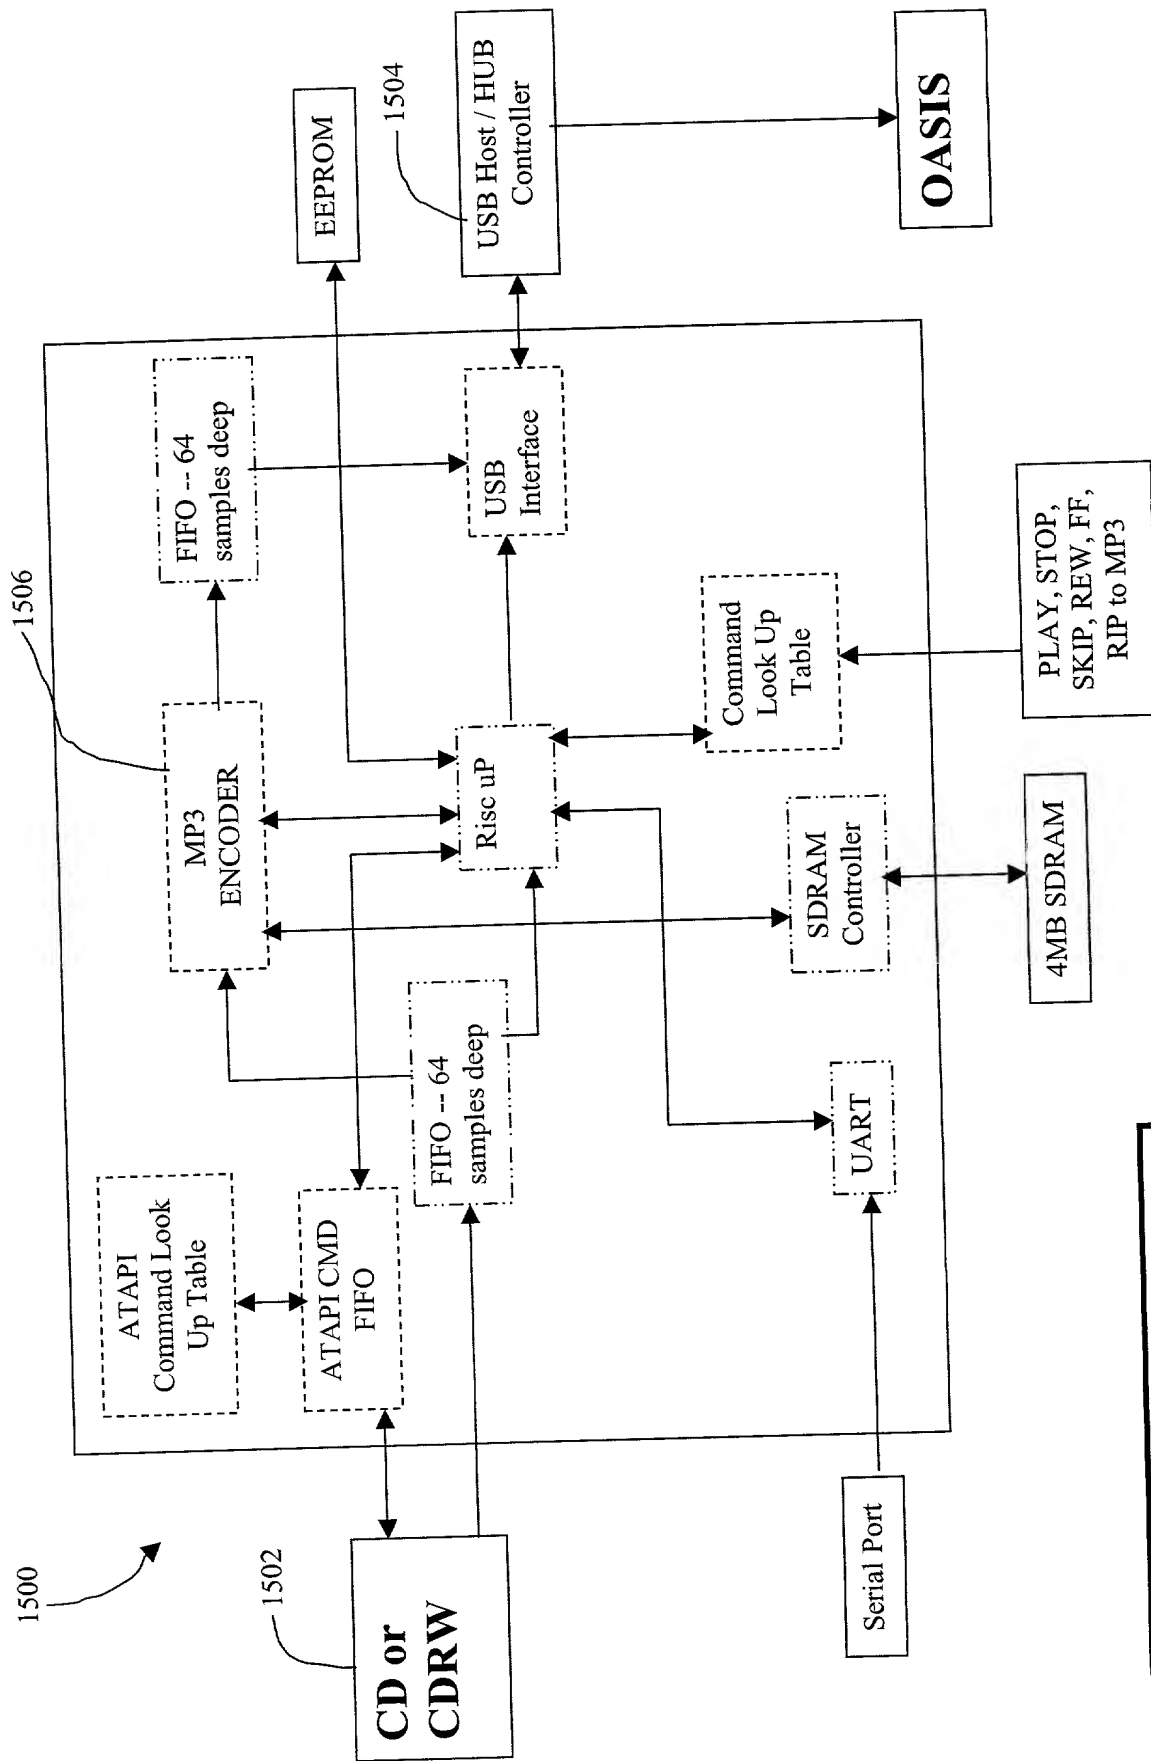 1500
1502
CD or
CDRW
Serial Port
ATAPI
Command Look
Up Table
ATAPI CMD
FIFO
FIFO -- 64
samples deep
UART
1506
MP3
ENCODER
Risc uP
SDRAM
Controller
4MB SDRAM
FIFO -- 64
samples deep
USB
Interface
Command
Look Up
Table
PLAY, STOP,
SKIP, REW, FF,
RIP to MP3
EEPROM
1504
USB Host / HUB
Controller
OASIS